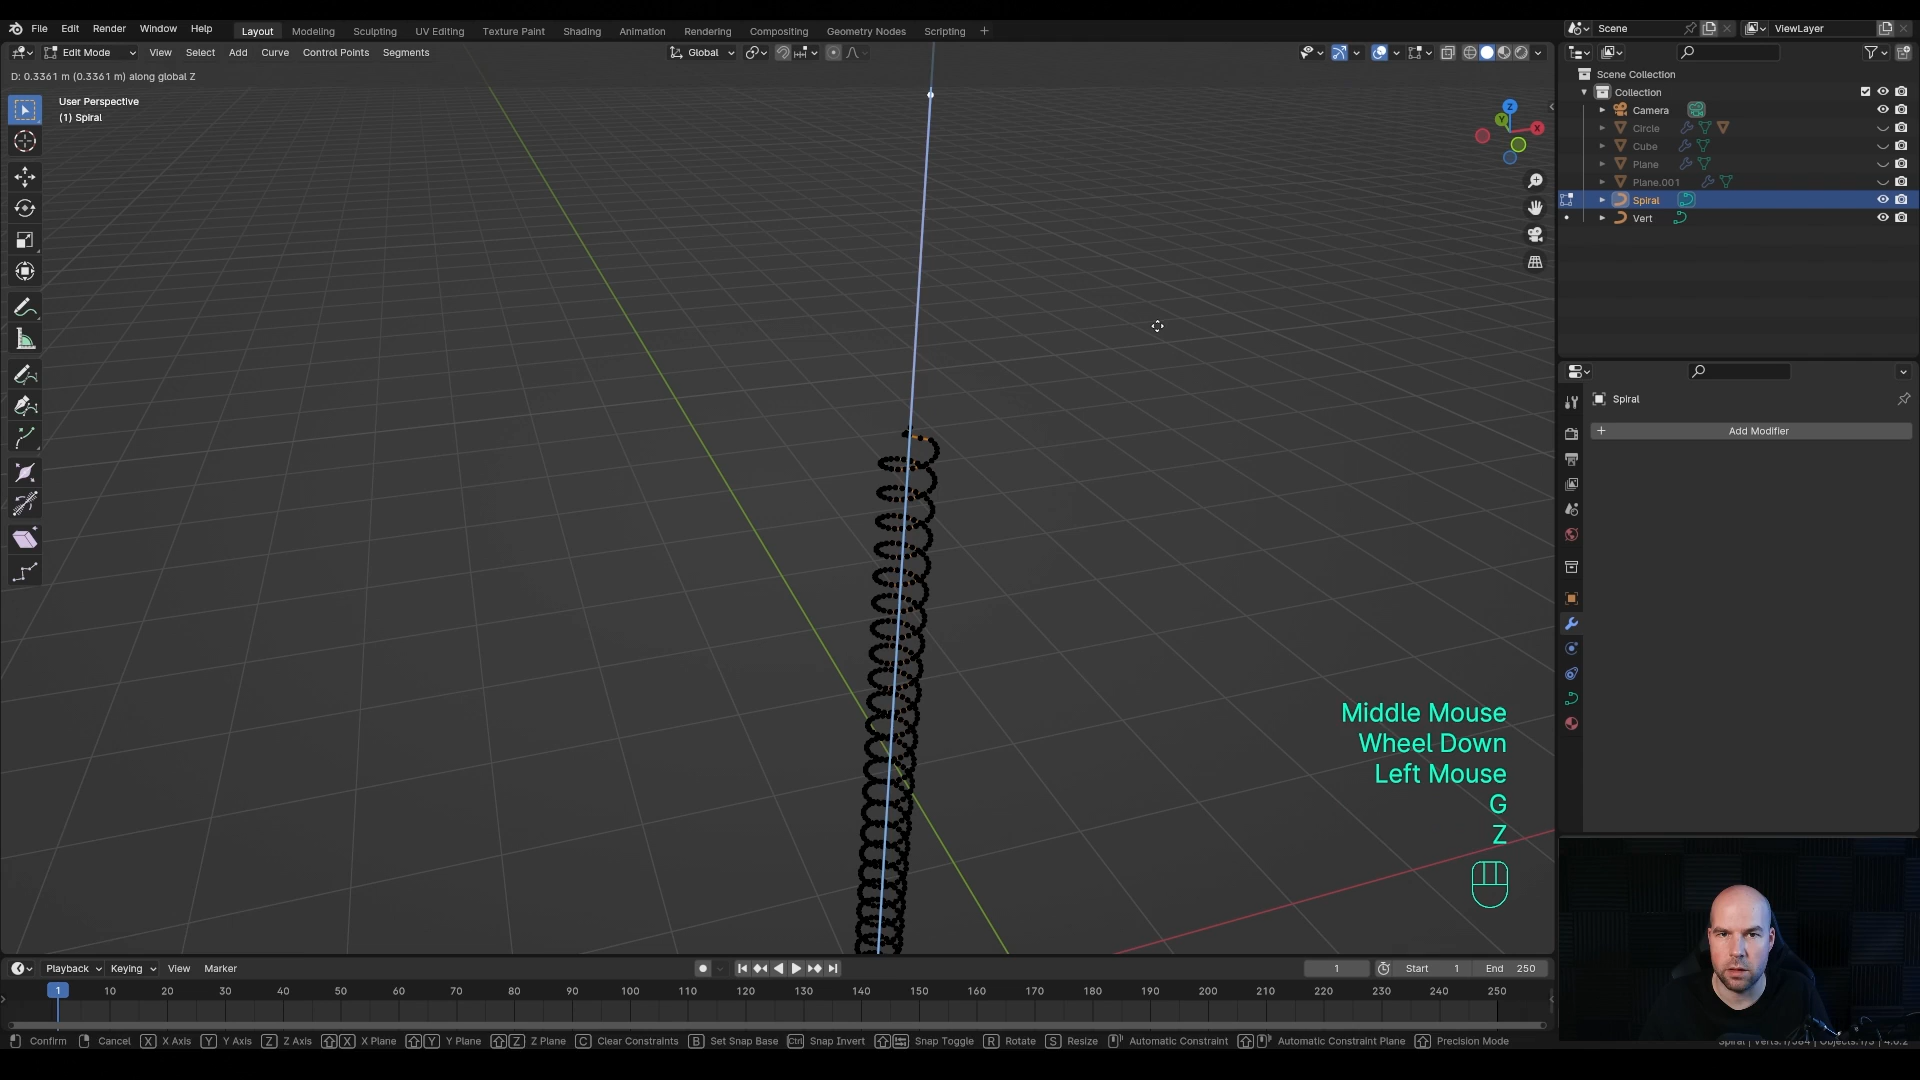 File Edit Render Window Help Layout Modeling Sculpting UV Editing Texture Paint Shading Animation Rendering Compositing Geometry Nodes Scripting + Scene ViewLayer
Edit Mode View Select Add Curve Control Points Segments Global
D: 0.3361 m (0.3361 m) along global Z
User Perspective
(1) Spiral
Z
Y
X
Scene Collection
Collection
Camera
Circle
Cube
Plane
Plane.001
Spiral
Vert
Spiral
+ Add Modifier
Middle Mouse
Wheel Down
Left Mouse
G
Z
Playback Keying View Marker 1 Start 1 End 250
1 10 20 30 40 50 60 70 80 90 100 110 120 130 140 150 160 170 180 190 200 210 220 230 240 250
Confirm Cancel X X Axis Y Y Axis Z Z Axis X X Plane Y Y Plane Z Z Plane C Clear Constraints B Set Snap Base Ctrl Snap Invert Snap Toggle R Rotate S Resize Automatic Constraint Automatic Constraint Plane Precision Mode